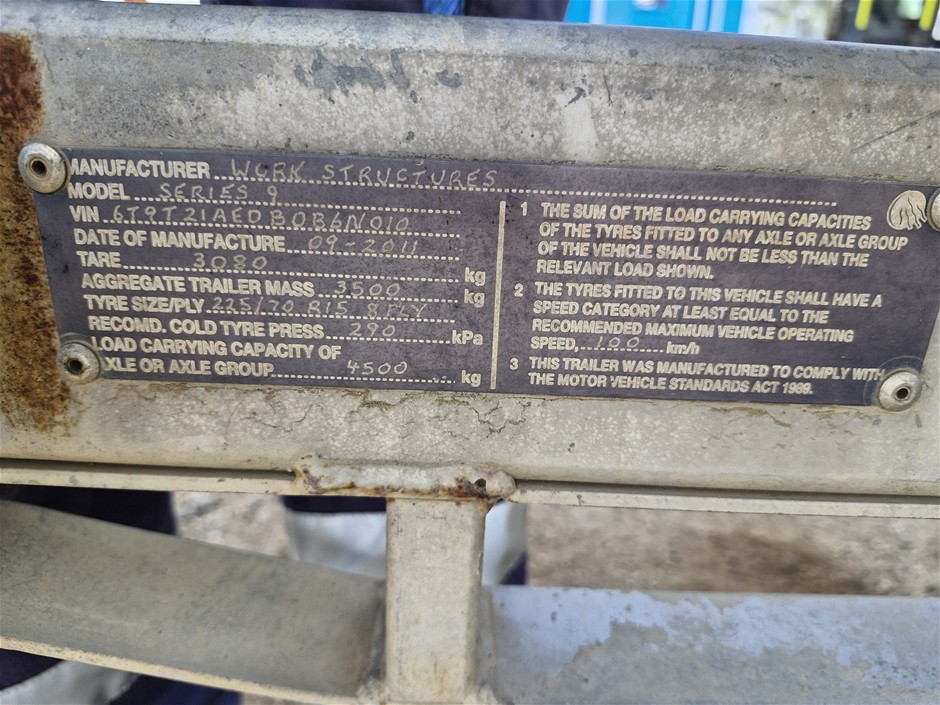 MANUFACTURER WORK STRUCTURES
MODEL SERIES 9
VIN 6T9T21AEDB0B6N010
DATE OF MANUFACTURE 09-2011
TARE 3080 kg
AGGREGATE TRAILER MASS 3500 kg
TYRE SIZE/PLY 225/70 R15 8PLY
RECOMD. COLD TYRE PRESS. 290 kPa
LOAD CARRYING CAPACITY OF
AXLE OR AXLE GROUP 4500 kg
1 THE SUM OF THE LOAD CARRYING CAPACITIES
OF THE TYRES FITTED TO ANY AXLE OR AXLE GROUP
OF THE VEHICLE SHALL NOT BE LESS THAN THE
RELEVANT LOAD SHOWN.
2 THE TYRES FITTED TO THIS VEHICLE SHALL HAVE A
SPEED CATEGORY AT LEAST EQUAL TO THE
RECOMMENDED MAXIMUM VEHICLE OPERATING
SPEED, 100 km/h
3 THIS TRAILER WAS MANUFACTURED TO COMPLY WITH
THE MOTOR VEHICLE STANDARDS ACT 1989.